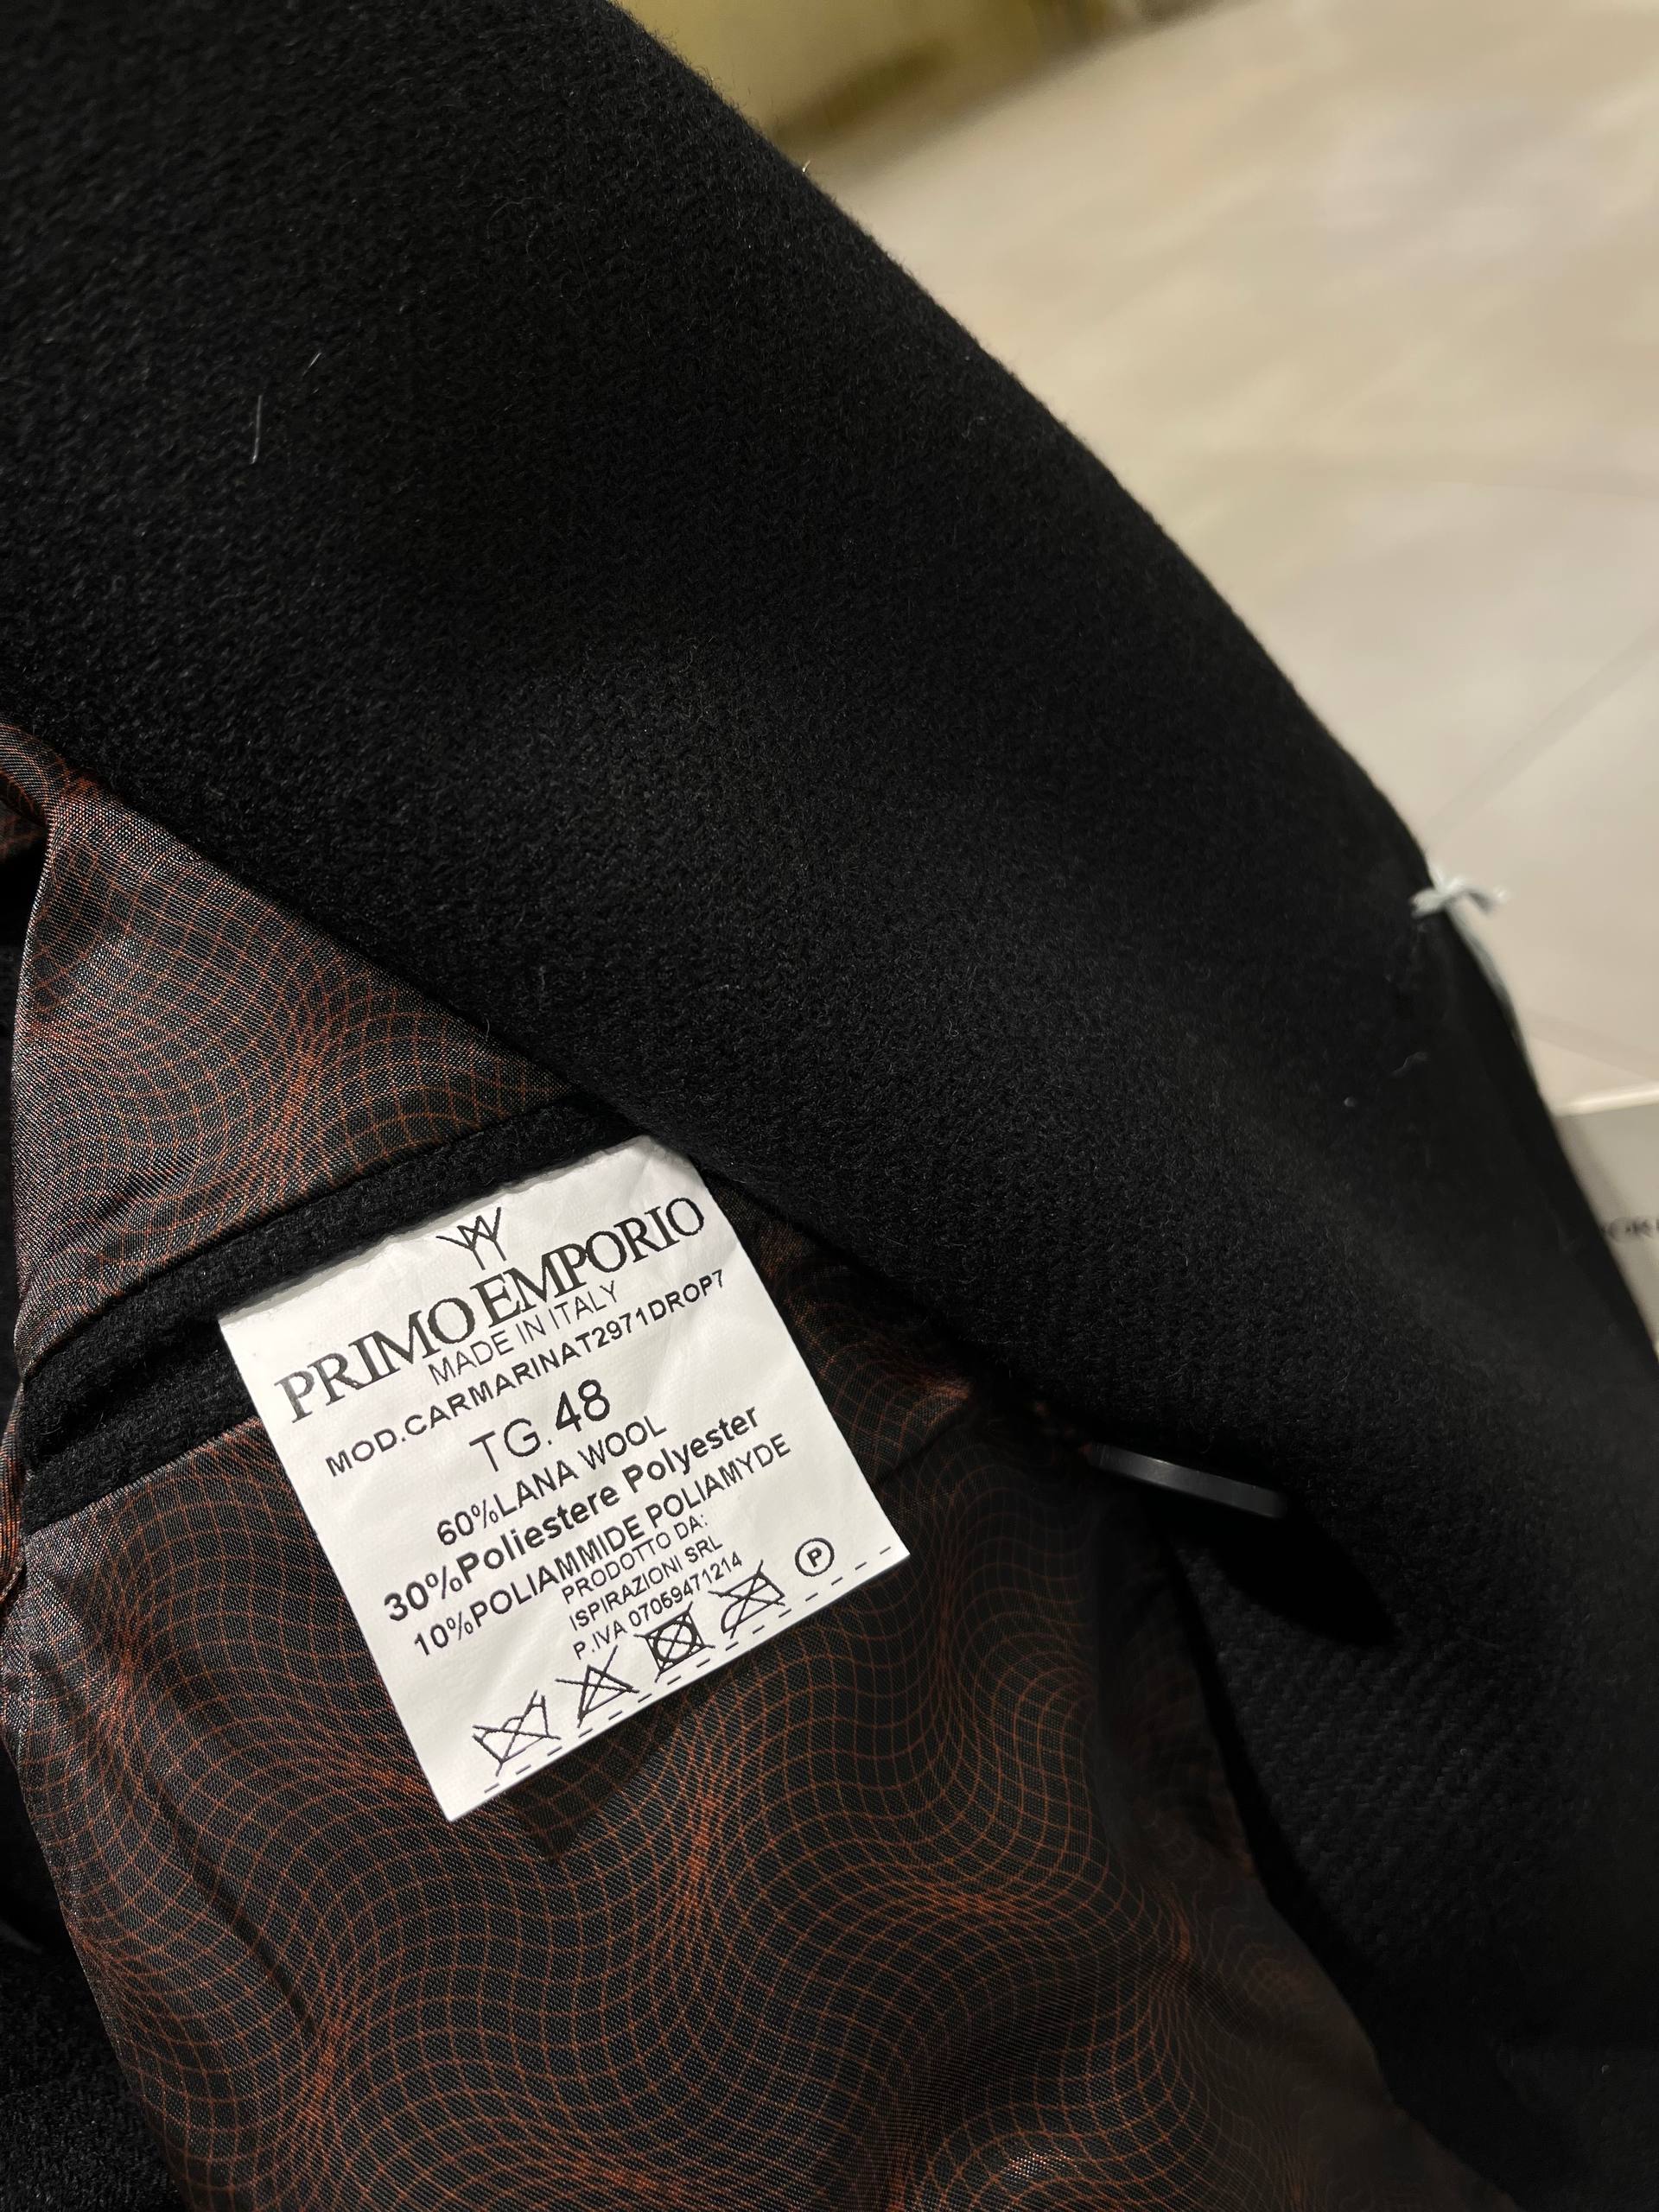 PRIMO EMPORIO
MADE IN ITALY
MOD.CARMARINAT2971DROP7
TG.48
60%LANA WOOL
30%Poliestere Polyester
10%POLIAMMIDE POLIAMYDE
PRODOTTO DA:
ISPIRAZIONI SRL
P.IVA 07059471214
P